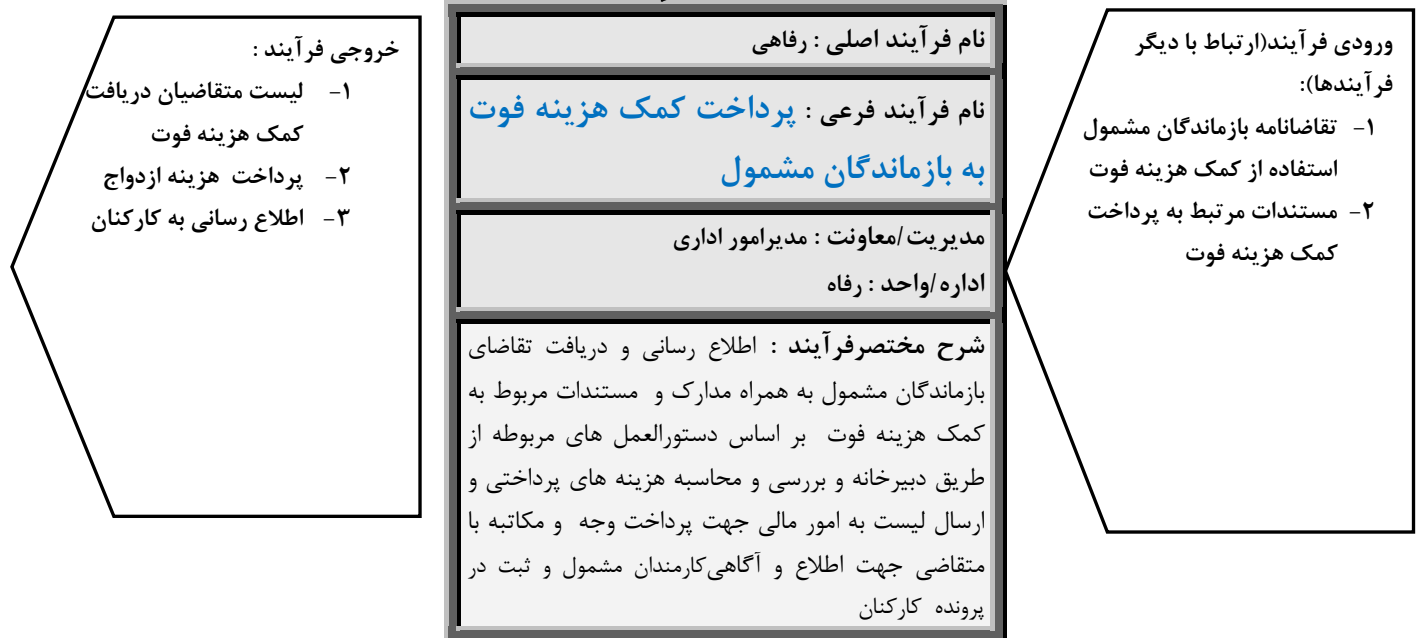 ورودی فرآیند(ارتباط با دیگر
فرآیندها):
۱- تقاضانامه بازماندگان مشمول
استفاده از کمک هزینه فوت
۲- مستندات مرتبط به پرداخت
کمک هزینه فوت
نام فرآیند اصلی : رفاهی
نام فرآیند فرعی : پرداخت کمک هزینه فوت
به بازماندگان مشمول
مدیریت/معاونت : مدیرامور اداری
اداره/واحد : رفاه
شرح مختصرفرآیند : اطلاع رسانی و دریافت تقاضای
بازماندگان مشمول به همراه مدارک و مستندات مربوط به
کمک هزینه فوت بر اساس دستورالعمل های مربوطه از
طریق دبیرخانه و بررسی و محاسبه هزینه های پرداختی و
ارسال لیست به امور مالی جهت پرداخت وجه و مکاتبه با
متقاضی جهت اطلاع و آگاهی‌کارمندان مشمول و ثبت در
پرونده کارکنان
خروجی فرآیند :
۱- لیست متقاضیان دریافت
کمک هزینه فوت
۲- پرداخت هزینه ازدواج
۳- اطلاع رسانی به کارکنان